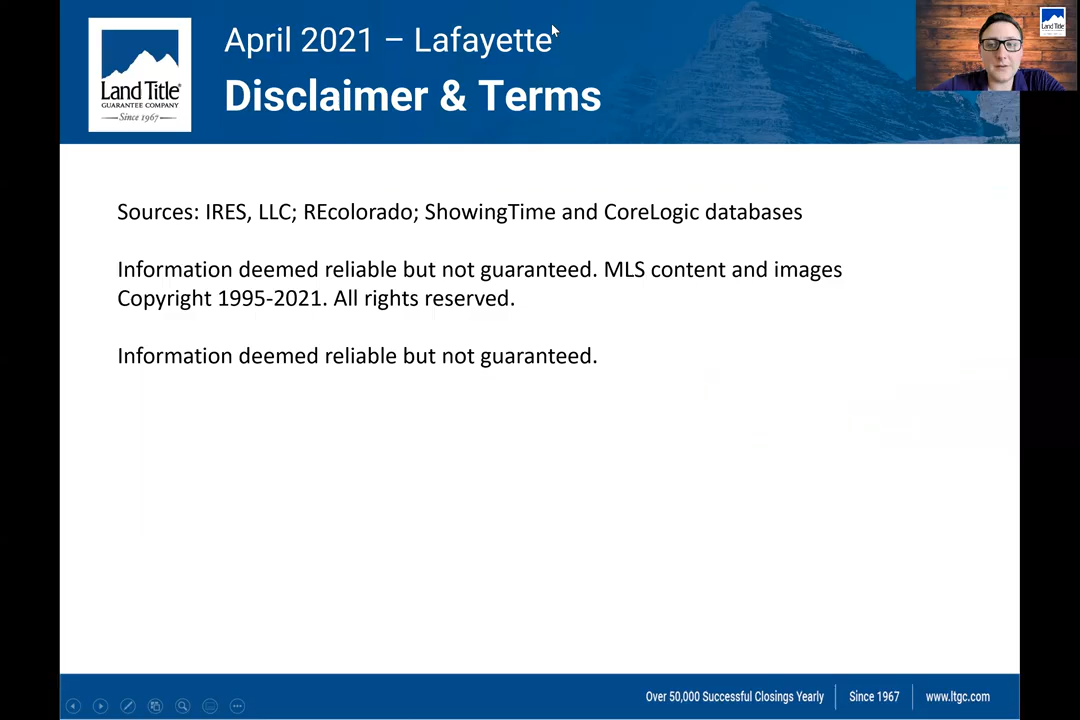 Land Title®
GUARANTEE COMPANY
Since 1967
April 2021 – Lafayette
Disclaimer & Terms
Land Title
Sources: IRES, LLC; REcolorado; ShowingTime and CoreLogic databases
Information deemed reliable but not guaranteed. MLS content and images
Copyright 1995-2021. All rights reserved.
Information deemed reliable but not guaranteed.
Over 50,000 Successful Closings Yearly
Since 1967
www.ltgc.com